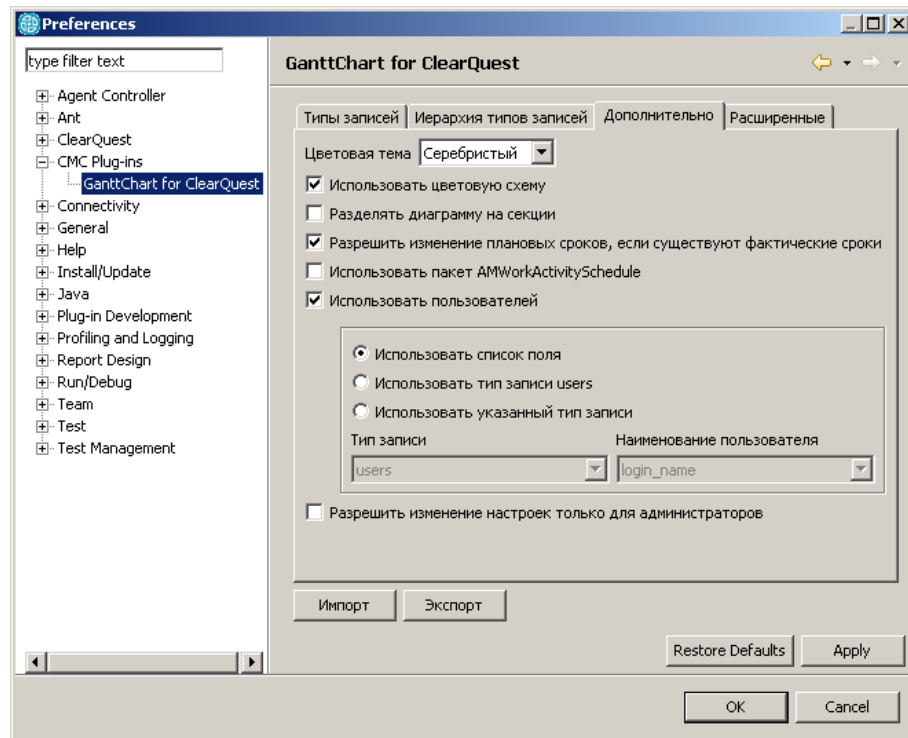 Preferences
type filter text
Agent Controller
Ant
ClearQuest
CMC Plug-ins
GanttChart for ClearQuest
Connectivity
General
Help
Install/Update
Java
Plug-in Development
Profiling and Logging
Report Design
Run/Debug
Team
Test
Test Management
GanttChart for ClearQuest
Типы записей Иерархия типов записей Дополнительно Расширенные
Цветовая тема Серебристый
Использовать цветовую схему
Разделять диаграмму на секции
Разрешить изменение плановых сроков, если существуют фактические сроки
Использовать пакет AMWorkActivitySchedule
Использовать пользователей
Использовать список поля
Использовать тип записи users
Использовать указанный тип записи
Тип записи Наименование пользователя
users login_name
Разрешить изменение настроек только для администраторов
Импорт Экспорт
Restore Defaults Apply
OK Cancel